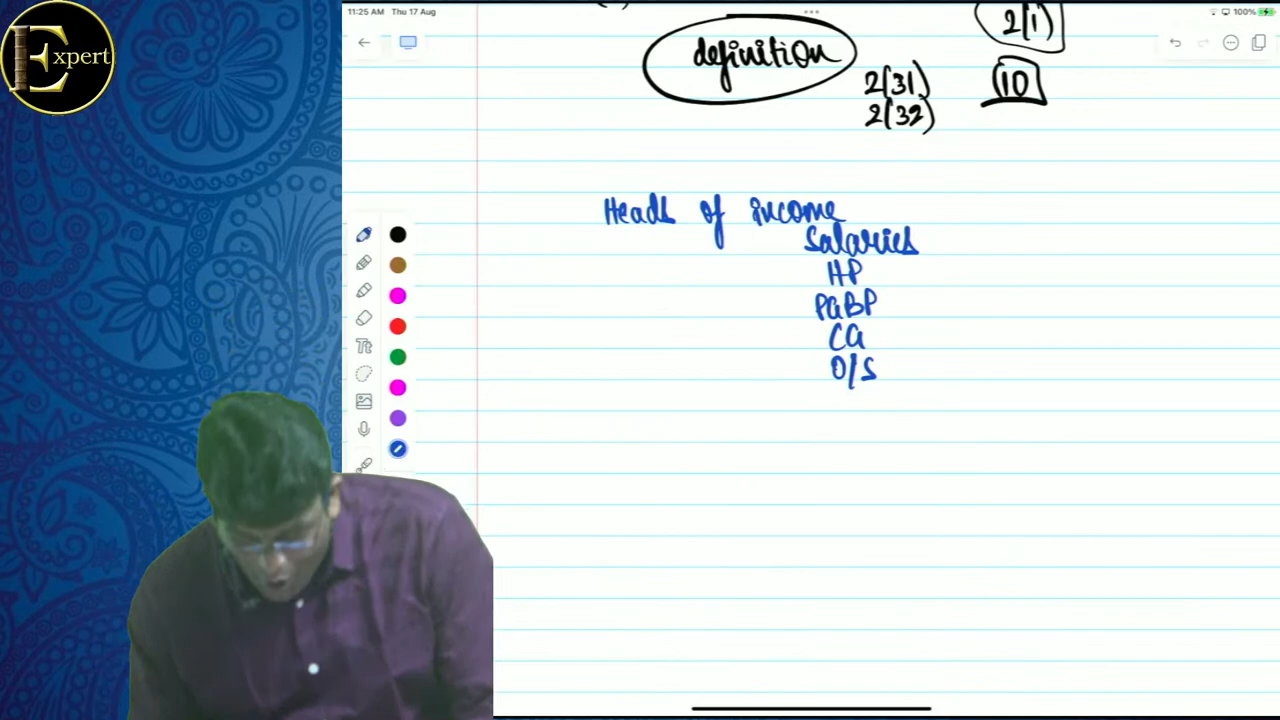 11:25 AM Thu 17 Aug
100%
Expert
2(1)
definition
2(31)
10
2(32)
Heads of income
Salaries
HP
PGBP
CG
O/S
Tt